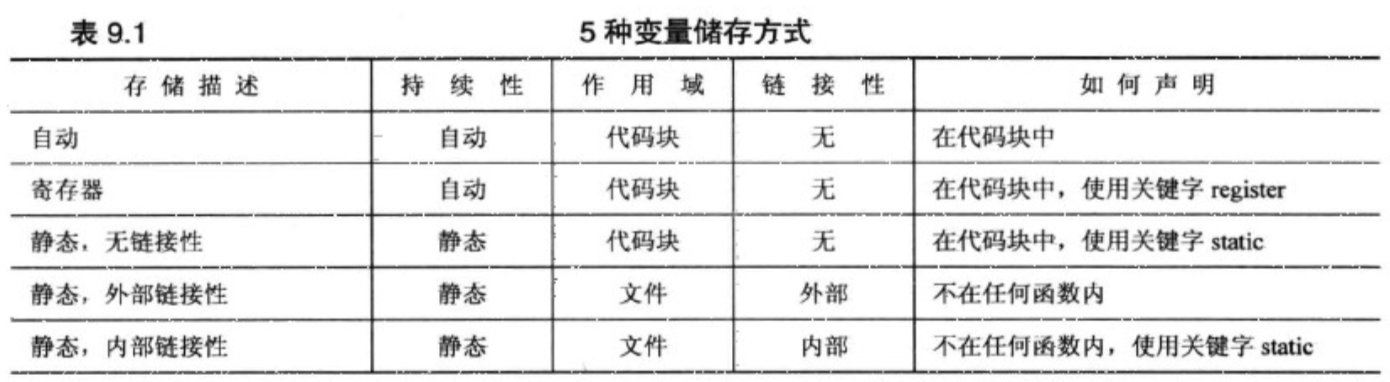 表 9.1 5 种变量储存方式
存储描述 持续性 作用域 链接性 如何声明
自动 自动 代码块 无 在代码块中
寄存器 自动 代码块 无 在代码块中，使用关键字 register
静态，无链接性 静态 代码块 无 在代码块中，使用关键字 static
静态，外部链接性 静态 文件 外部 不在任何函数内
静态，内部链接性 静态 文件 内部 不在任何函数内，使用关键字 static